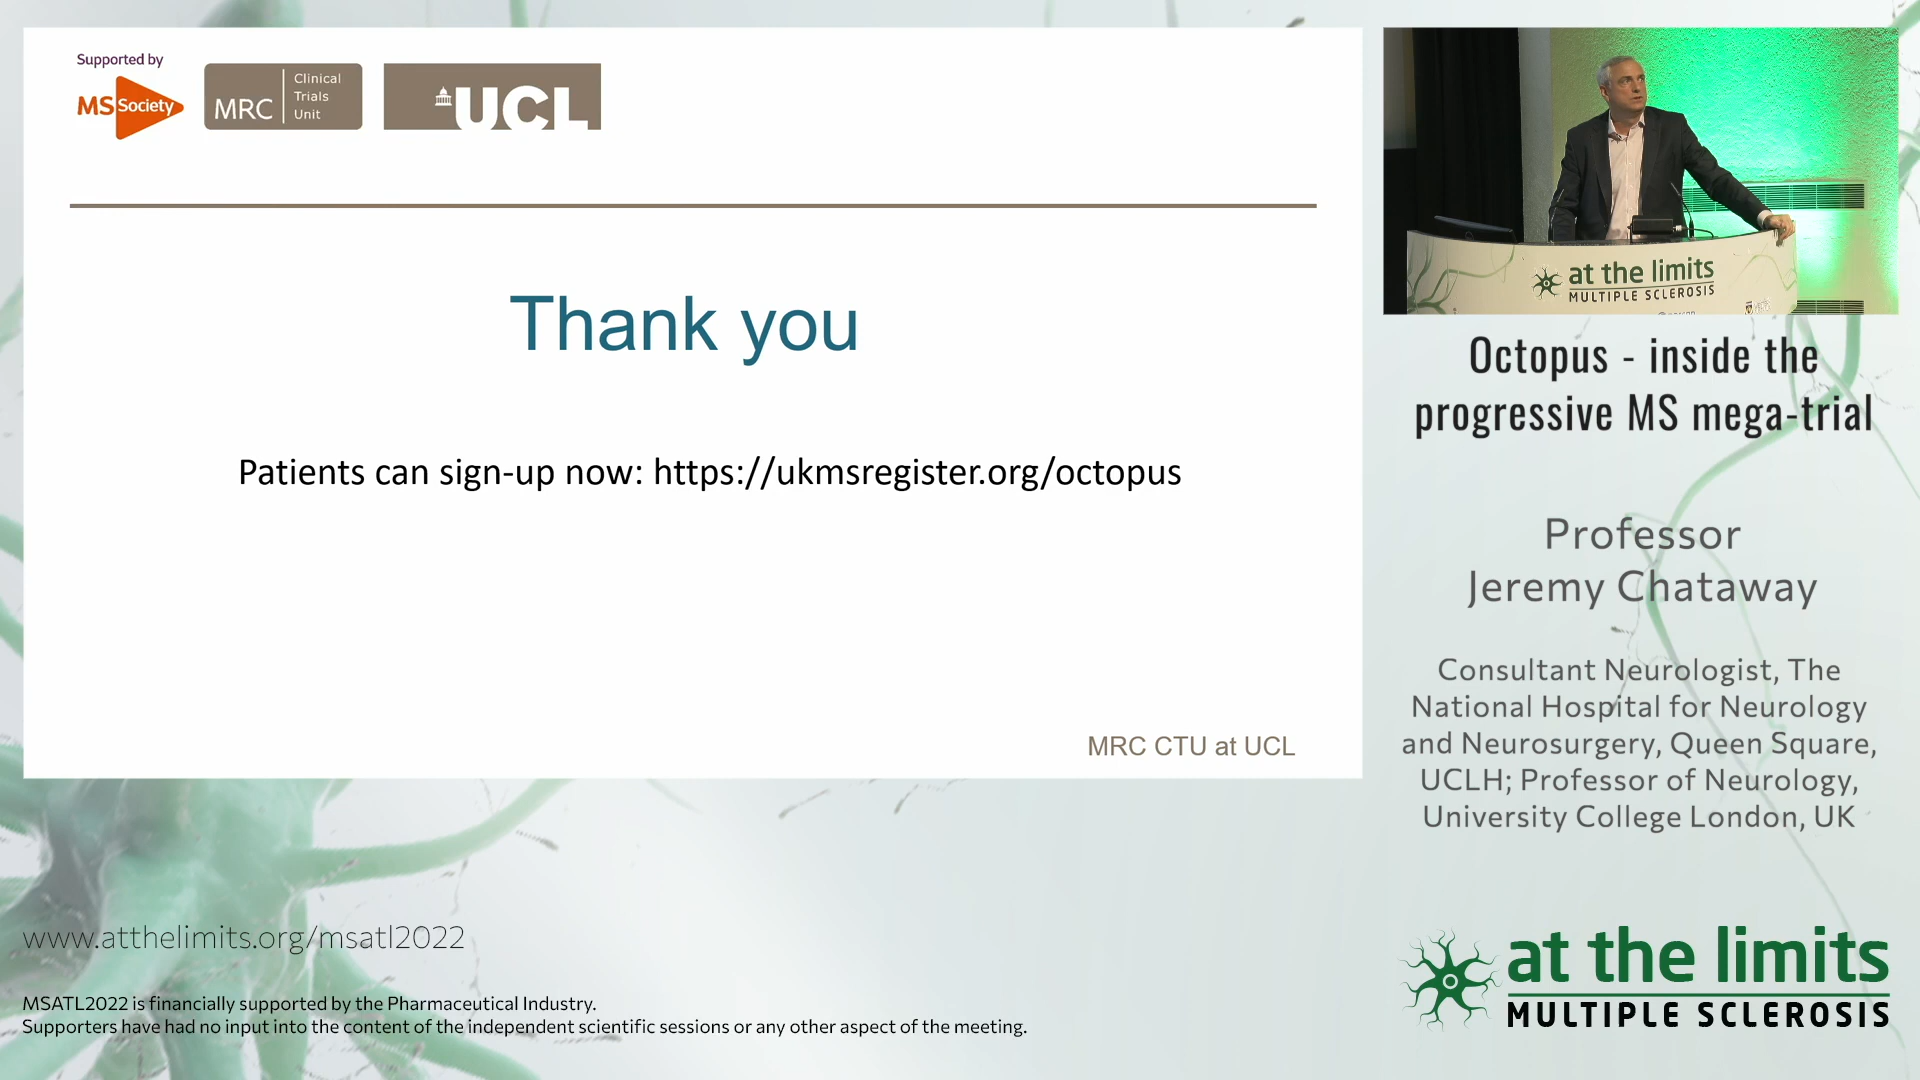 Supported by
MS Society
MRC
Clinical
Trials
Unit
UCL
Thank you
Patients can sign-up now: https://ukmsregister.org/octopus
MRC CTU at UCL
at the limits
MULTIPLE SCLEROSIS
Octopus - inside the
progressive MS mega-trial
Professor
Jeremy Chataway
Consultant Neurologist, The
National Hospital for Neurology
and Neurosurgery, Queen Square,
UCLH; Professor of Neurology,
University College London, UK
www.atthelimits.org/msatl2022
MSATL2022 is financially supported by the Pharmaceutical Industry.
Supporters have had no input into the content of the independent scientific sessions or any other aspect of the meeting.
at the limits
MULTIPLE SCLEROSIS